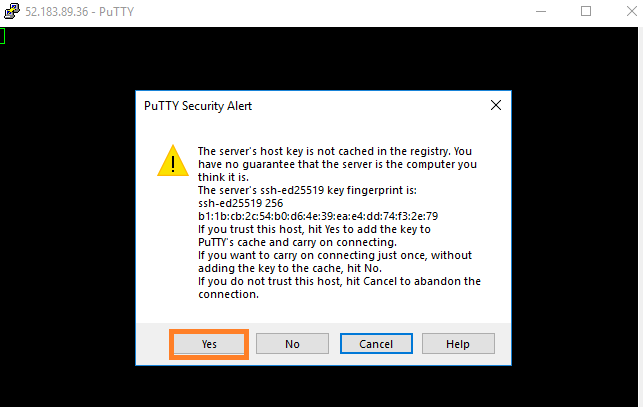 52.183.89.36 - PuTTY
PuTTY Security Alert
The server's host key is not cached in the registry. You
have no guarantee that the server is the computer you
think it is.
The server's ssh-ed25519 key fingerprint is:
ssh-ed25519 256
b1:1b:cb:2c:54:b0:d6:4e:39:ea:e4:dd:74:f3:2e:79
If you trust this host, hit Yes to add the key to
PuTTY's cache and carry on connecting.
If you want to carry on connecting just once, without
adding the key to the cache, hit No.
If you do not trust this host, hit Cancel to abandon the
connection.
Yes No Cancel Help